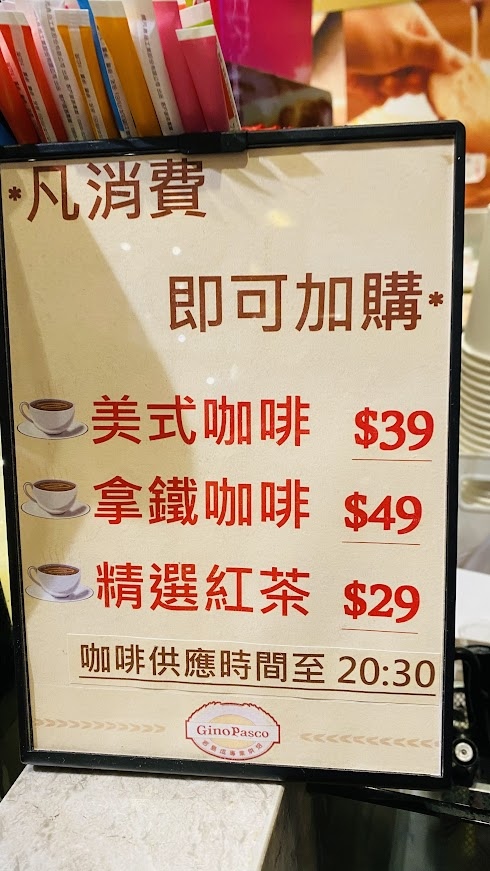 *凡消費
即可加購*
美式咖啡 $39
拿鐵咖啡 $49
精選紅茶 $29
咖啡供應時間至 20:30
GinoPasco